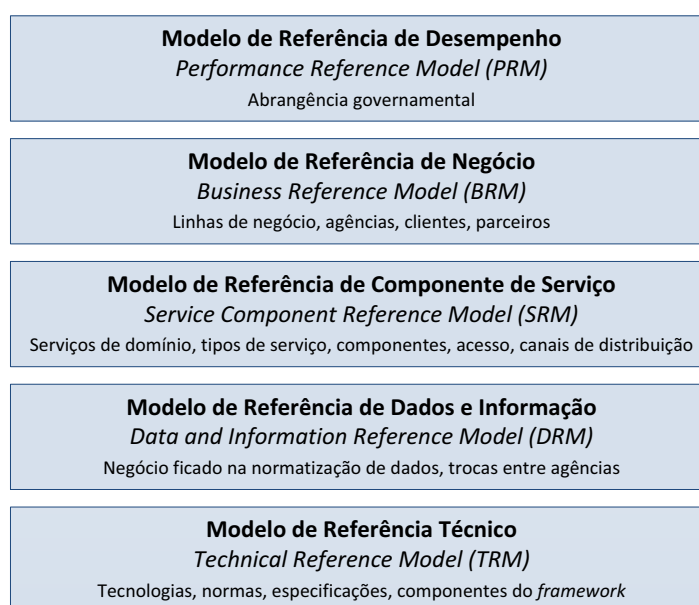 Modelo de Referência de Desempenho
Performance Reference Model (PRM)
Abrangência governamental
Modelo de Referência de Negócio
Business Reference Model (BRM)
Linhas de negócio, agências, clientes, parceiros
Modelo de Referência de Componente de Serviço
Service Component Reference Model (SRM)
Serviços de domínio, tipos de serviço, componentes, acesso, canais de distribuição
Modelo de Referência de Dados e Informação
Data and Information Reference Model (DRM)
Negócio ficado na normatização de dados, trocas entre agências
Modelo de Referência Técnico
Technical Reference Model (TRM)
Tecnologias, normas, especificações, componentes do framework